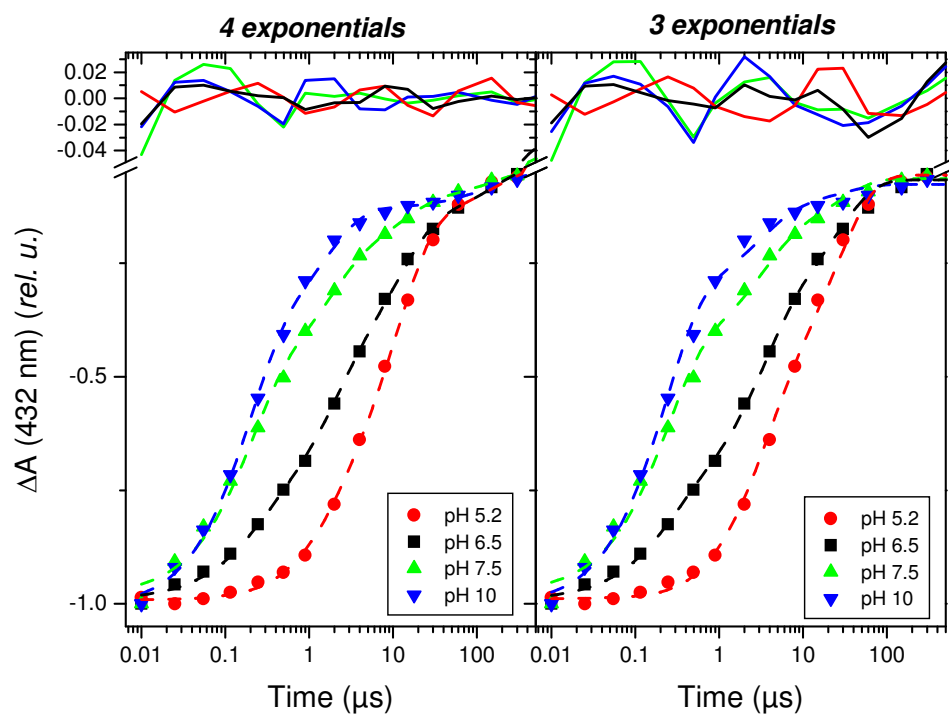 4 exponentials
3 exponentials
0.02
0.00
-0.02
-0.04
-0.5
-1.0
ΔA (432 nm) (rel. u.)
pH 5.2
pH 6.5
pH 7.5
pH 10
pH 5.2
pH 6.5
pH 7.5
pH 10
0.01 0.1 1 10 100
0.01 0.1 1 10 100
Time (µs)
Time (µs)